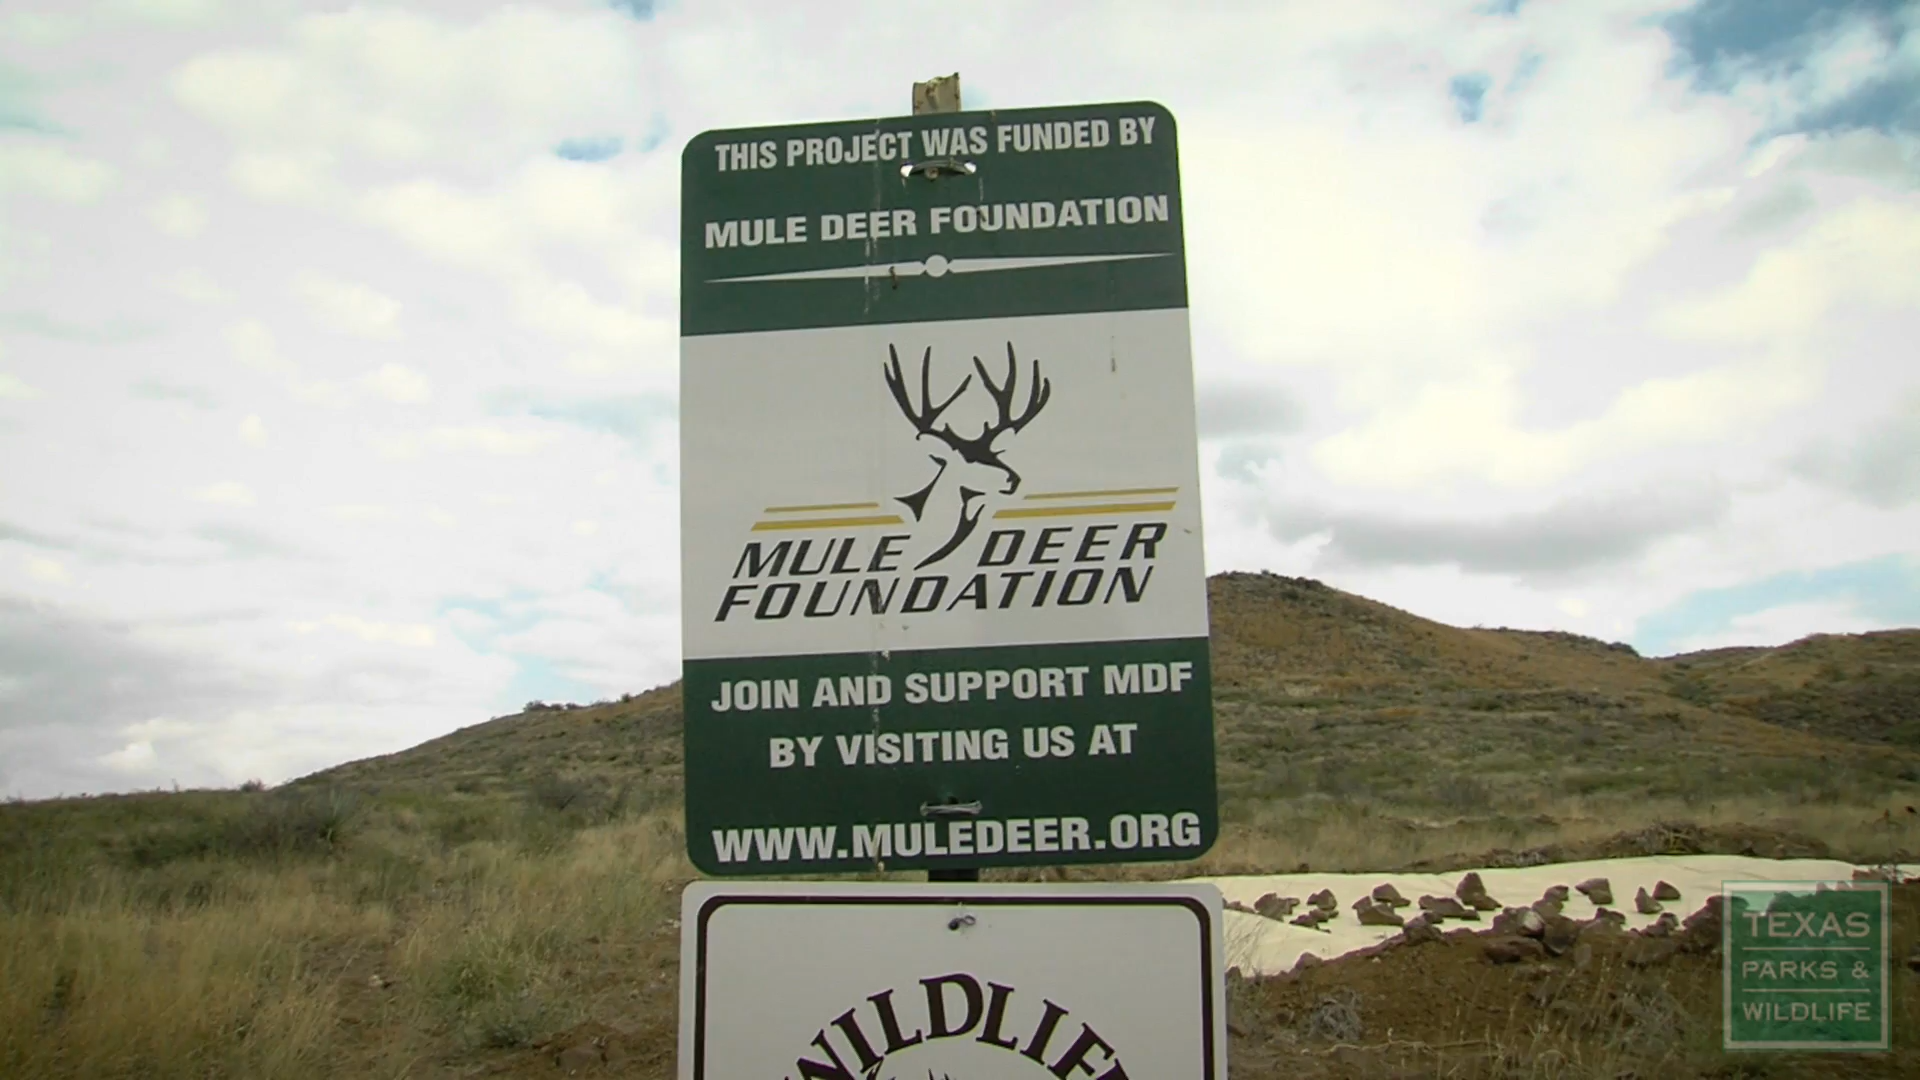 THIS PROJECT WAS FUNDED BY
MULE DEER FOUNDATION
MULE DEER
FOUNDATION
JOIN AND SUPPORT MDF
BY VISITING US AT
WWW.MULEDEER.ORG
TEXAS
PARKS &
WILDLIFE